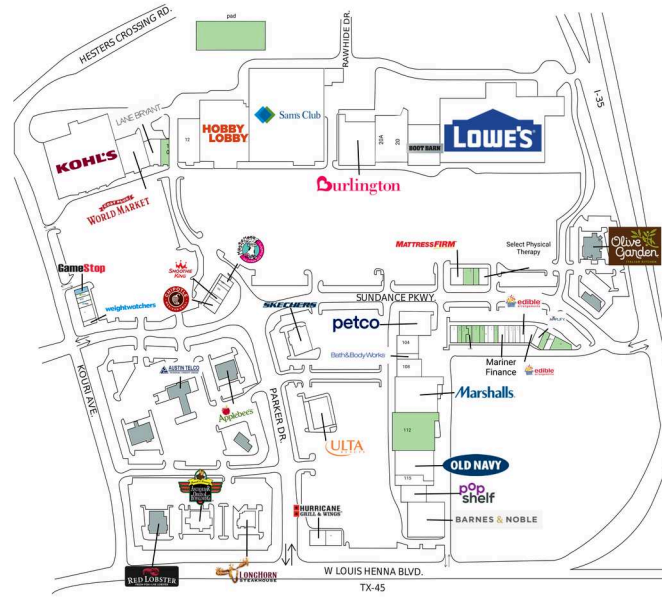 HESTERS CROSSING RD.
pad
RAWHIDE DR.
I-35
LANE BRYANT
KOHL'S
12
HOBBY
LOBBY
Sam's Club
20A
20
BODY BARN
LOWE'S
Burlington
WORLD MARKET
Olive
Garden
MATTRESSFIRM
Select Physical
Therapy
GameStop
SMOOTHIE
KING
CHIPOTLE
weightwatchers
SUNDANCE PKWY.
SKECHERS
petco
edible
104
Bath&BodyWorks
108
Mariner
Finance
edible
KOURI AVE.
AUSTIN TELCO
Applebee's
PARKER DR.
Marshalls
112
ULTA
OLD NAVY
115
pOp
shelf
BARNES & NOBLE
HURRICANE
GRILL & WINGS
RED LOBSTER
LONGHORN
STEAKHOUSE
W LOUIS HENNA BLVD.
TX-45